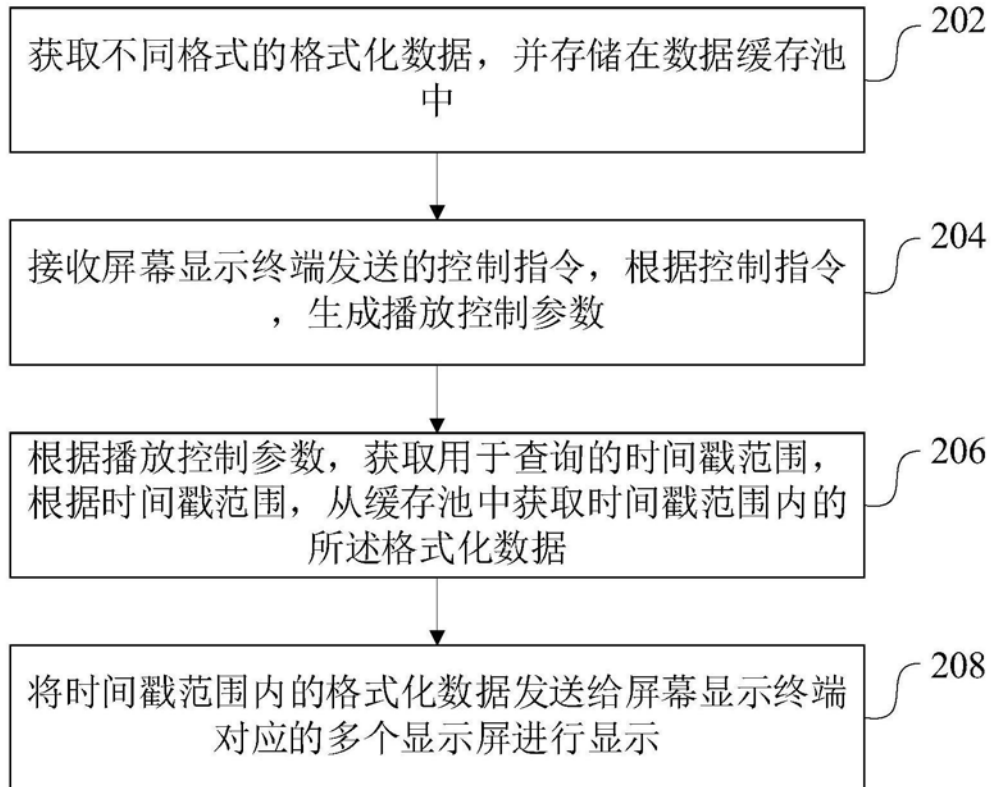 获取不同格式的格式化数据，并存储在数据缓存池
中
202
接收屏幕显示终端发送的控制指令，根据控制指令
，生成播放控制参数
204
根据播放控制参数，获取用于查询的时间戳范围，
根据时间戳范围，从缓存池中获取时间戳范围内的
所述格式化数据
206
将时间戳范围内的格式化数据发送给屏幕显示终端
对应的多个显示屏进行显示
208